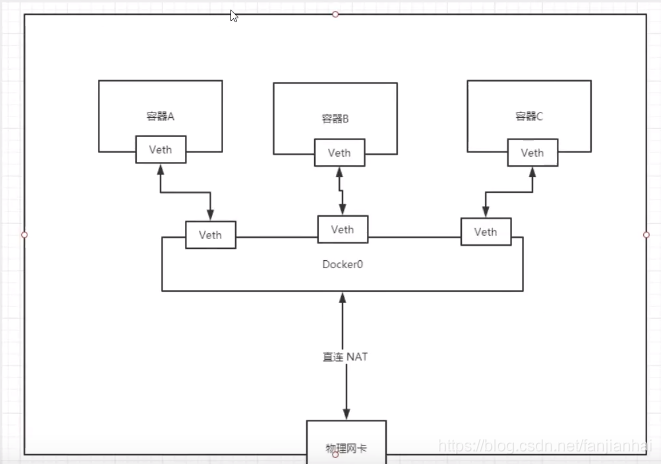 容器A
容器B
容器C
Veth
Veth
Veth
Veth
Veth
Veth
Docker0
直连 NAT
物理网卡
https://blog.csdn.net/fanjianhai